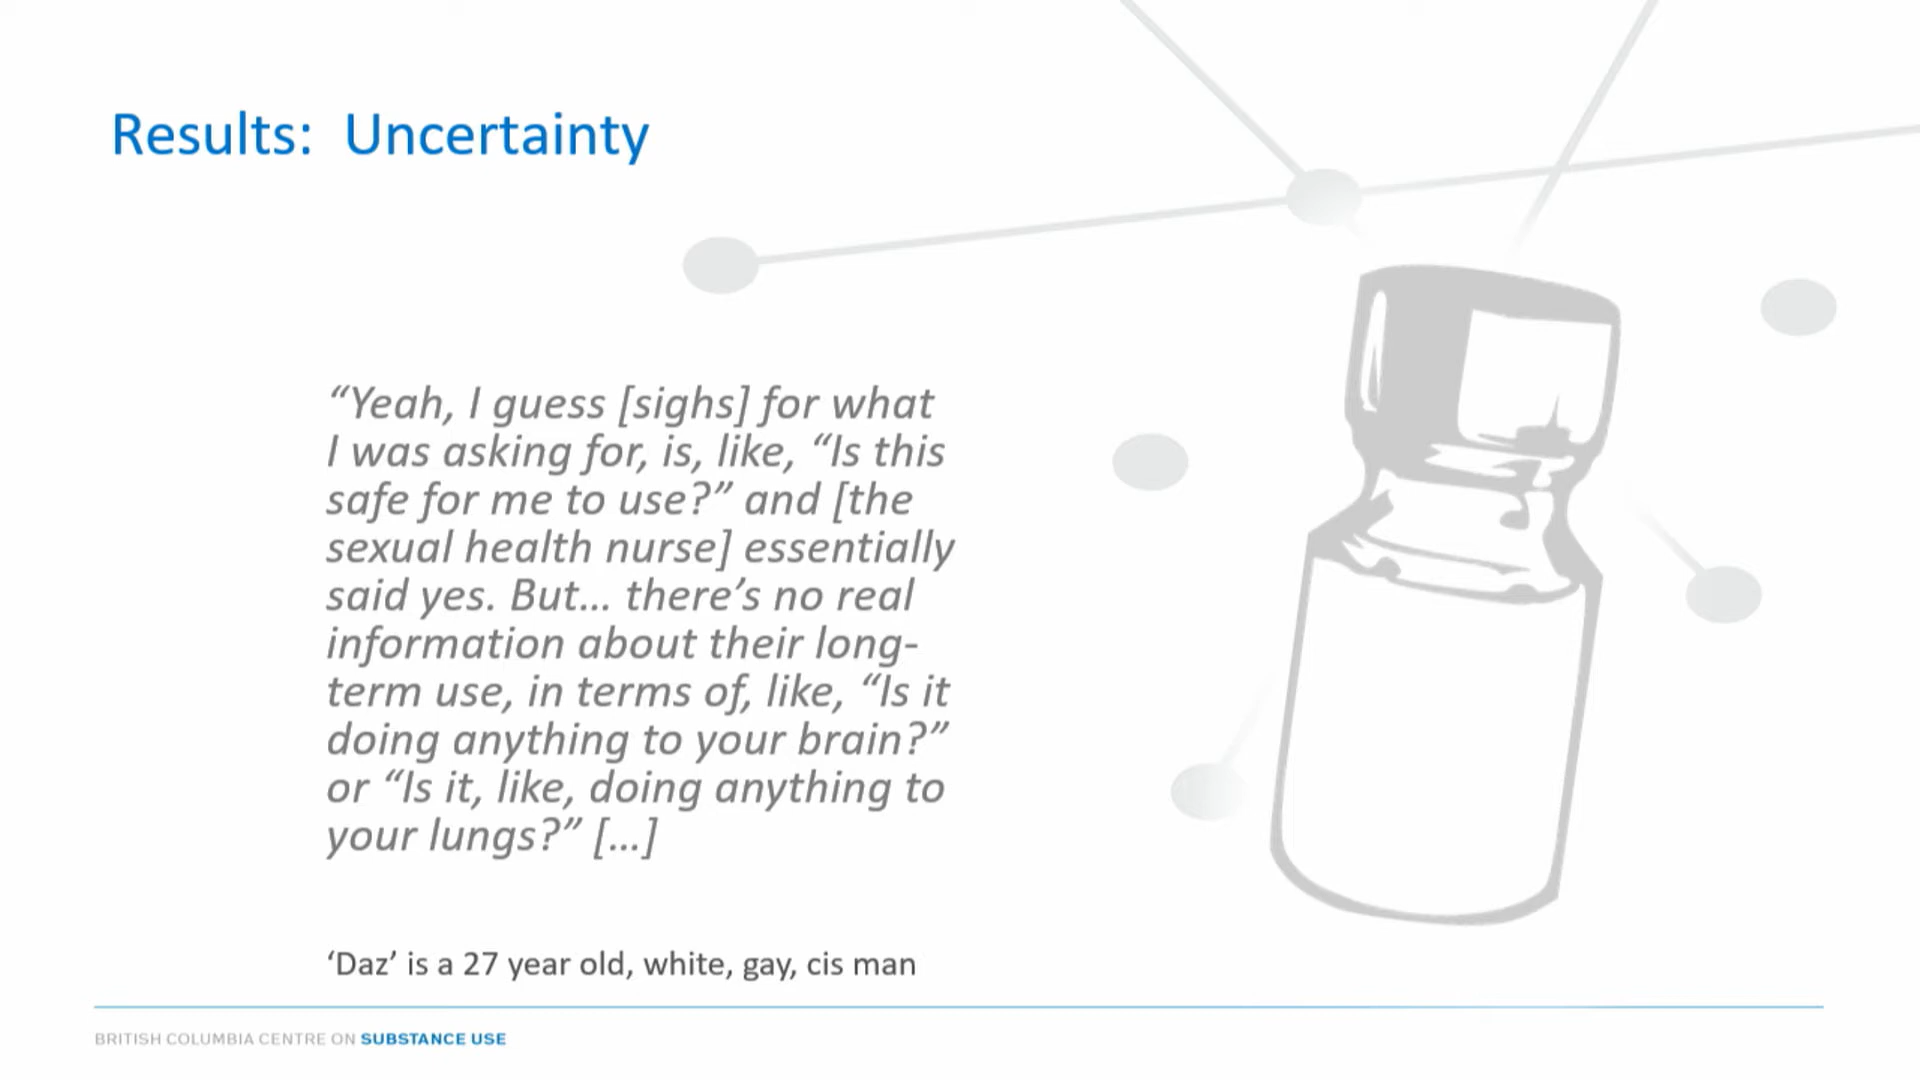 Results:  Uncertainty
“Yeah, I guess [sighs] for what
I was asking for, is, like, “Is this
safe for me to use?” and [the
sexual health nurse] essentially
said yes. But... there’s no real
information about their long-
term use, in terms of, like, “Is it
doing anything to your brain?”
or “Is it, like, doing anything to
your lungs?” [...]
‘Daz’ is a 27 year old, white, gay, cis man
BRITISH COLUMBIA CENTRE ON SUBSTANCE USE